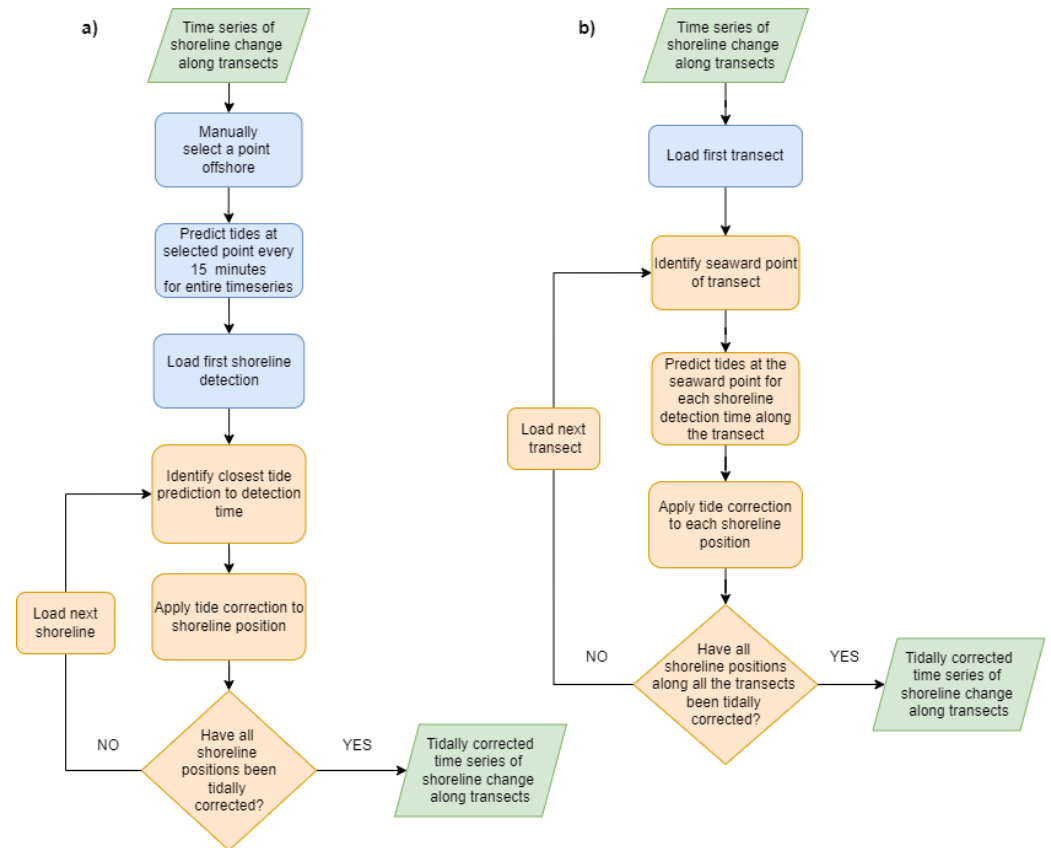 a)
Time series of
shoreline change
along transects
Manually
select a point
offshore
Predict tides at
selected point every
15 minutes
for entire timeseries
Load first shoreline
detection
Identify closest tide
prediction to detection
time
Apply tide correction to
shoreline position
Load next
shoreline
Have all
shoreline
positions been
tidally
corrected?
NO
YES
Tidally corrected
time series of
shoreline change
along transects
b)
Time series of
shoreline change
along transects
Load first transect
Identify seaward point
of transect
Predict tides at the
seaward point for
each shoreline
detection time along
the transect
Load next
transect
Apply tide correction
to each shoreline
position
Have all
shoreline positions
along all the transects
been tidally
corrected?
NO
YES
Tidally corrected
time series of
shoreline change
along transects